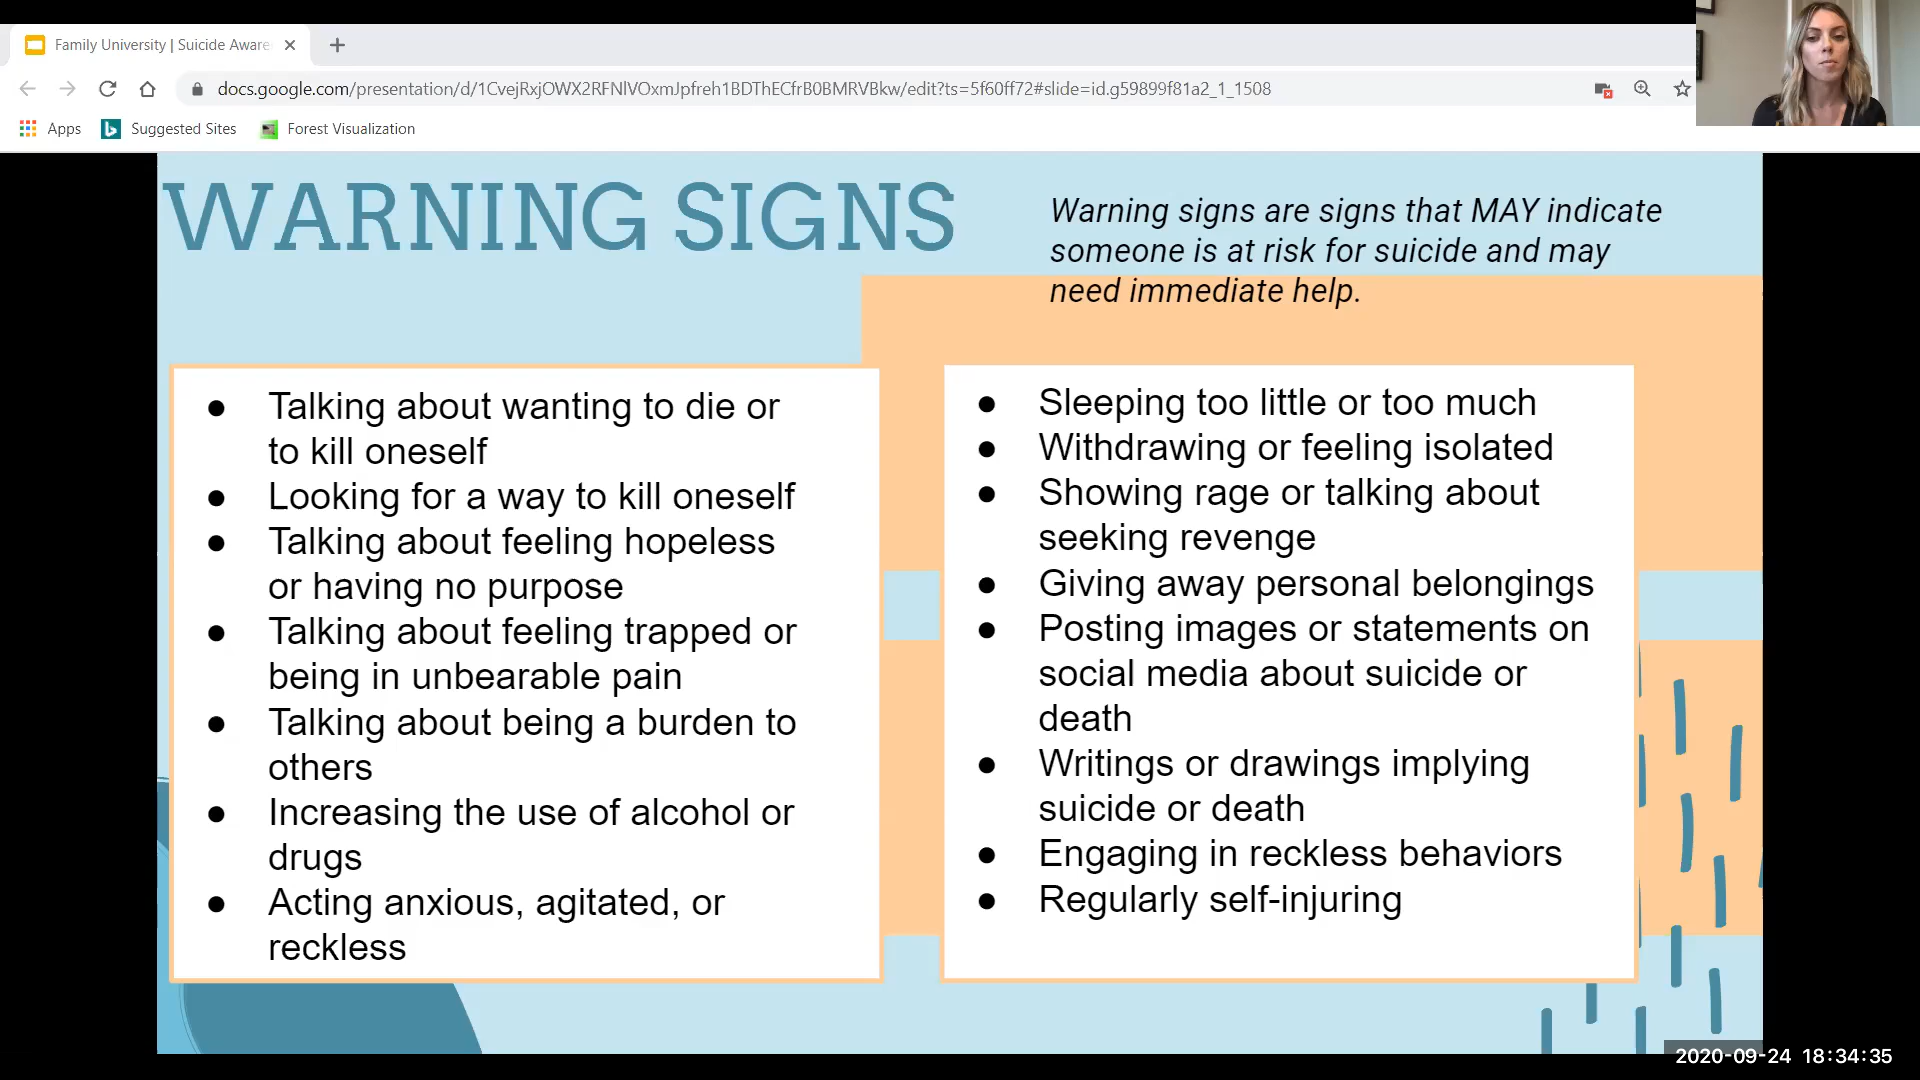 Family University | Suicide Aware
docs.google.com/presentation/d/1CvejRxjOWX2RFNlVOxmJpfreh1BDThECfrB0BMRVBkw/edit?ts=5f60ff72#slide=id.g59899f81a2_1_1508
Apps
Suggested Sites
Forest Visualization
WARNING SIGNS
Warning signs are signs that MAY indicate
someone is at risk for suicide and may
need immediate help.
● Talking about wanting to die or
to kill oneself
● Looking for a way to kill oneself
● Talking about feeling hopeless
or having no purpose
● Talking about feeling trapped or
being in unbearable pain
● Talking about being a burden to
others
● Increasing the use of alcohol or
drugs
● Acting anxious, agitated, or
reckless
● Sleeping too little or too much
● Withdrawing or feeling isolated
● Showing rage or talking about
seeking revenge
● Giving away personal belongings
● Posting images or statements on
social media about suicide or
death
● Writings or drawings implying
suicide or death
● Engaging in reckless behaviors
● Regularly self-injuring
2020-09-24 18:34:35